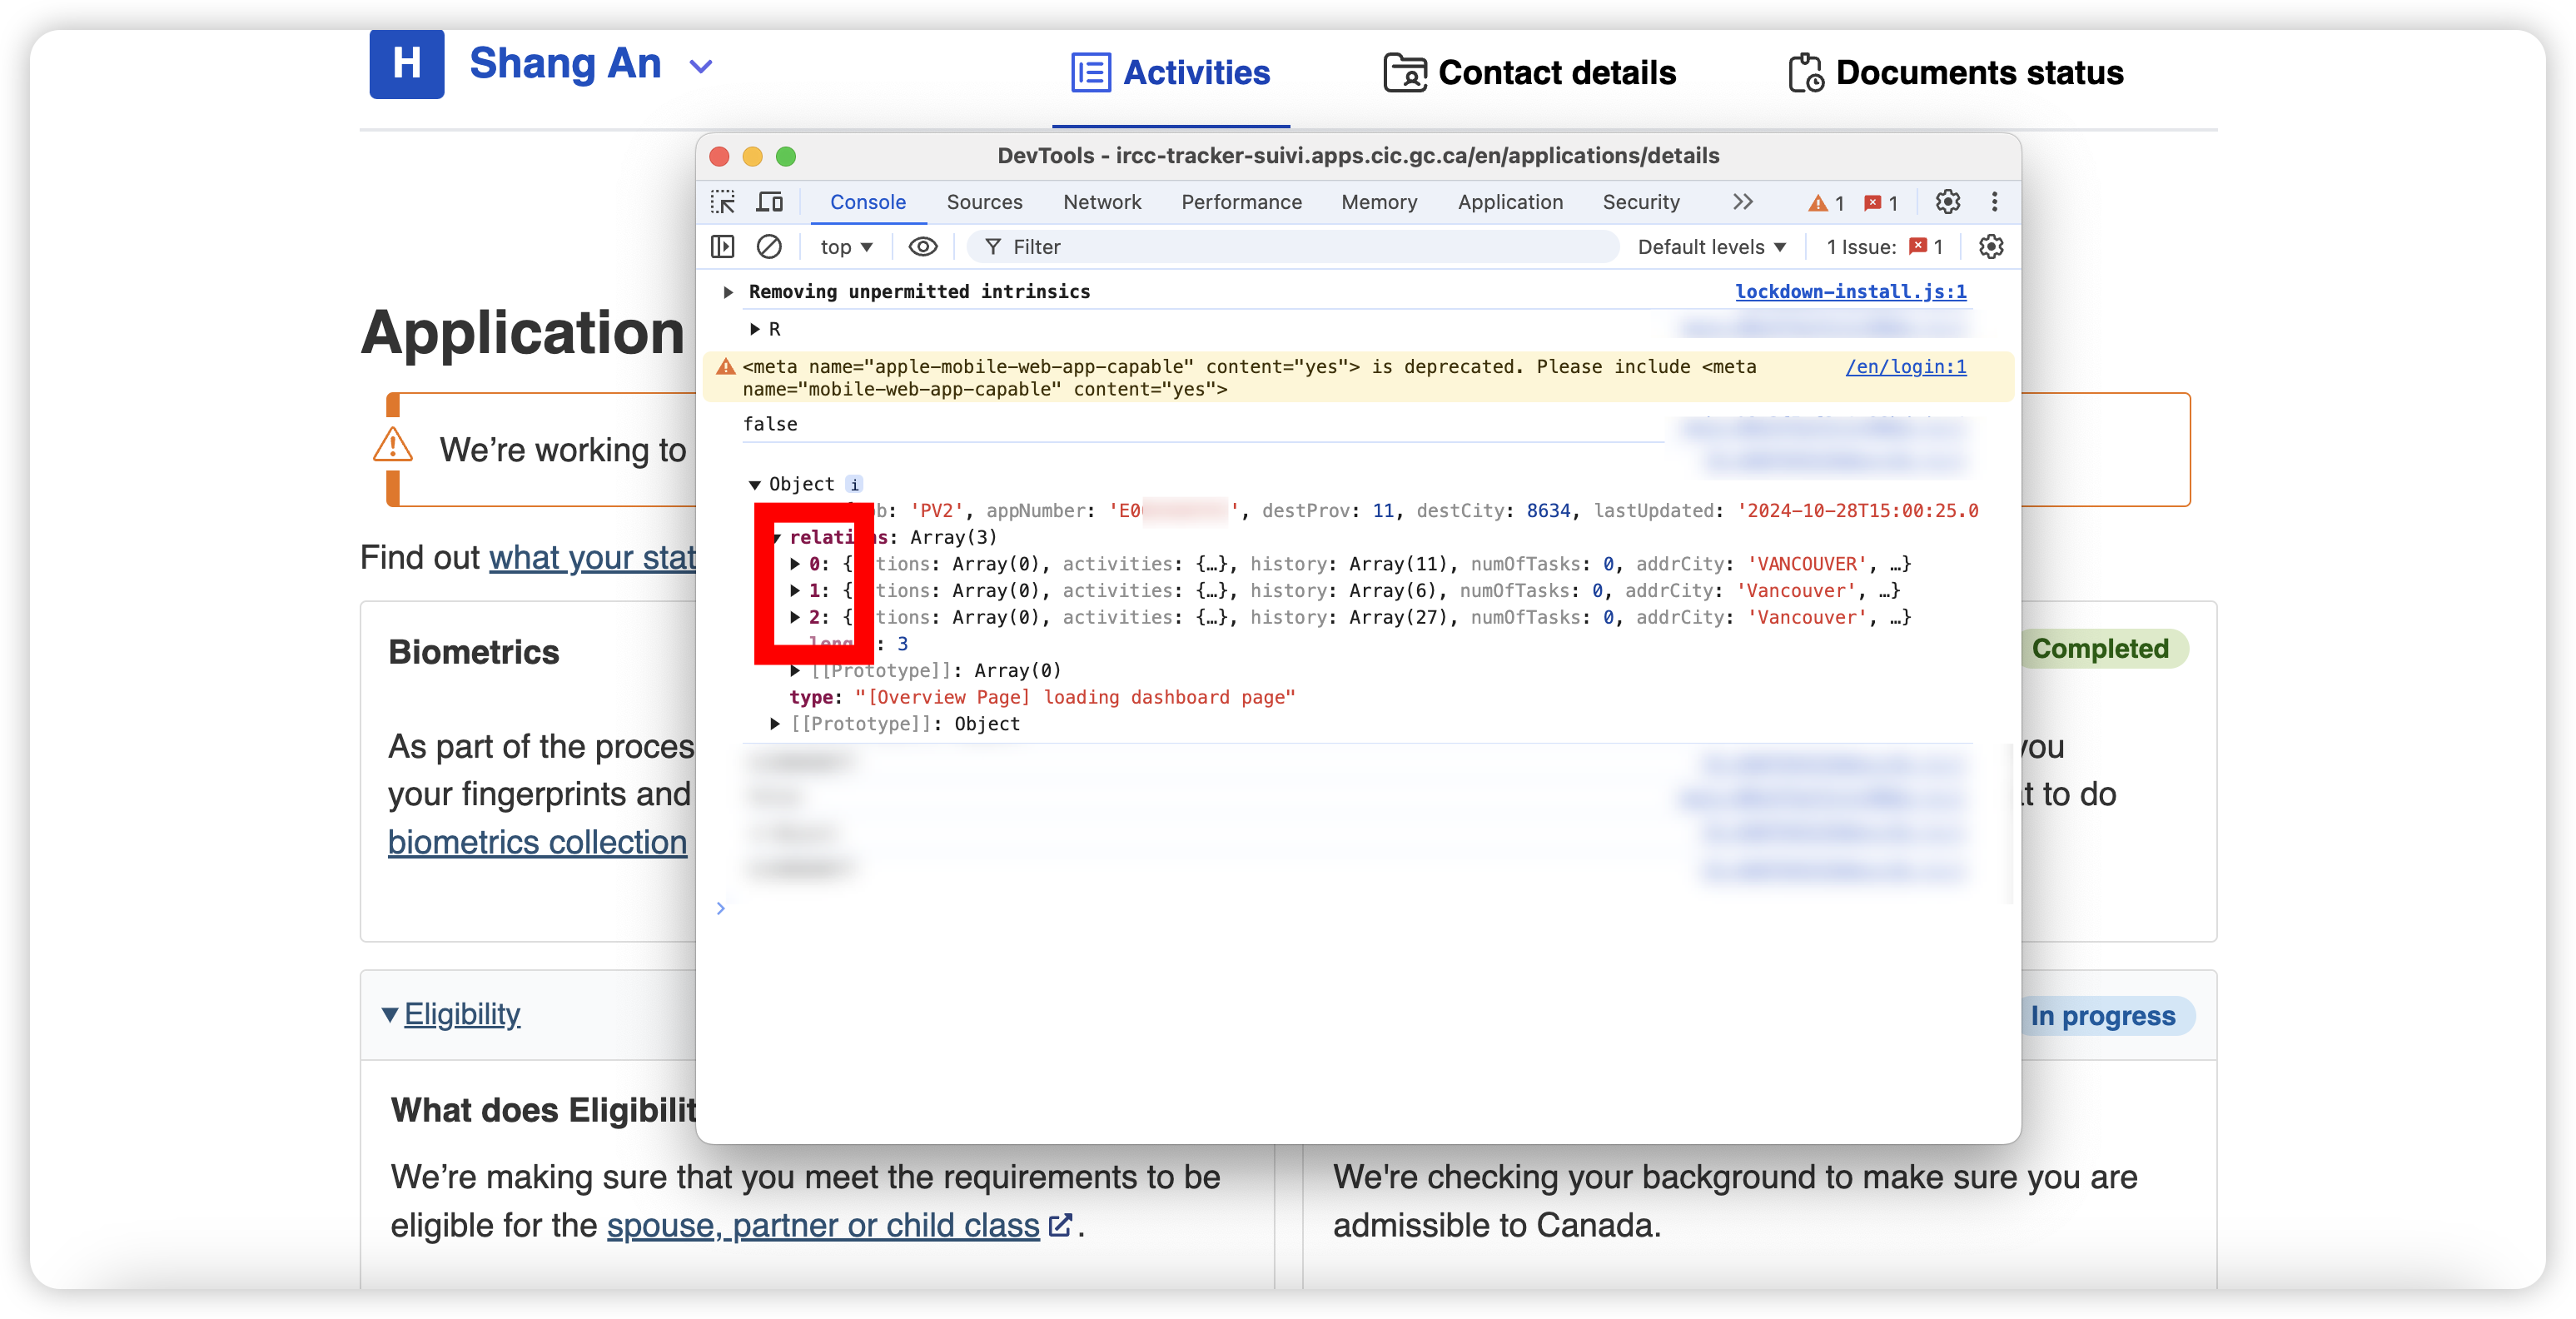 H Shang An
Activities
Contact details
Documents status
DevTools - ircc-tracker-suivi.apps.cic.gc.ca/en/applications/details
Console Sources Network Performance Memory Application Security 1 1
top Filter Default levels 1 Issue: 1
Removing unpermitted intrinsics lockdown-install.js:1
R
<meta name="apple-mobile-web-app-capable" content="yes"> is deprecated. Please include <meta /en/login:1
name="mobile-web-app-capable" content="yes">
false
Object i
b: 'PV2', appNumber: 'E0 ', destProv: 11, destCity: 8634, lastUpdated: '2024-10-28T15:00:25.0
relati s: Array(3)
0: { tions: Array(0), activities: {…}, history: Array(11), numOfTasks: 0, addrCity: 'VANCOUVER', …}
1: { tions: Array(0), activities: {…}, history: Array(6), numOfTasks: 0, addrCity: 'Vancouver', …}
2: { tions: Array(0), activities: {…}, history: Array(27), numOfTasks: 0, addrCity: 'Vancouver', …}
leng : 3
[[Prototype]]: Array(0)
type: "[Overview Page] loading dashboard page"
[[Prototype]]: Object
Application
We're working to
Find out what your stat
Biometrics
Completed
As part of the proces
you
your fingerprints and
t to do
biometrics collection
Eligibility
In progress
What does Eligibilit
We're making sure that you meet the requirements to be
eligible for the spouse, partner or child class .
We're checking your background to make sure you are
admissible to Canada.